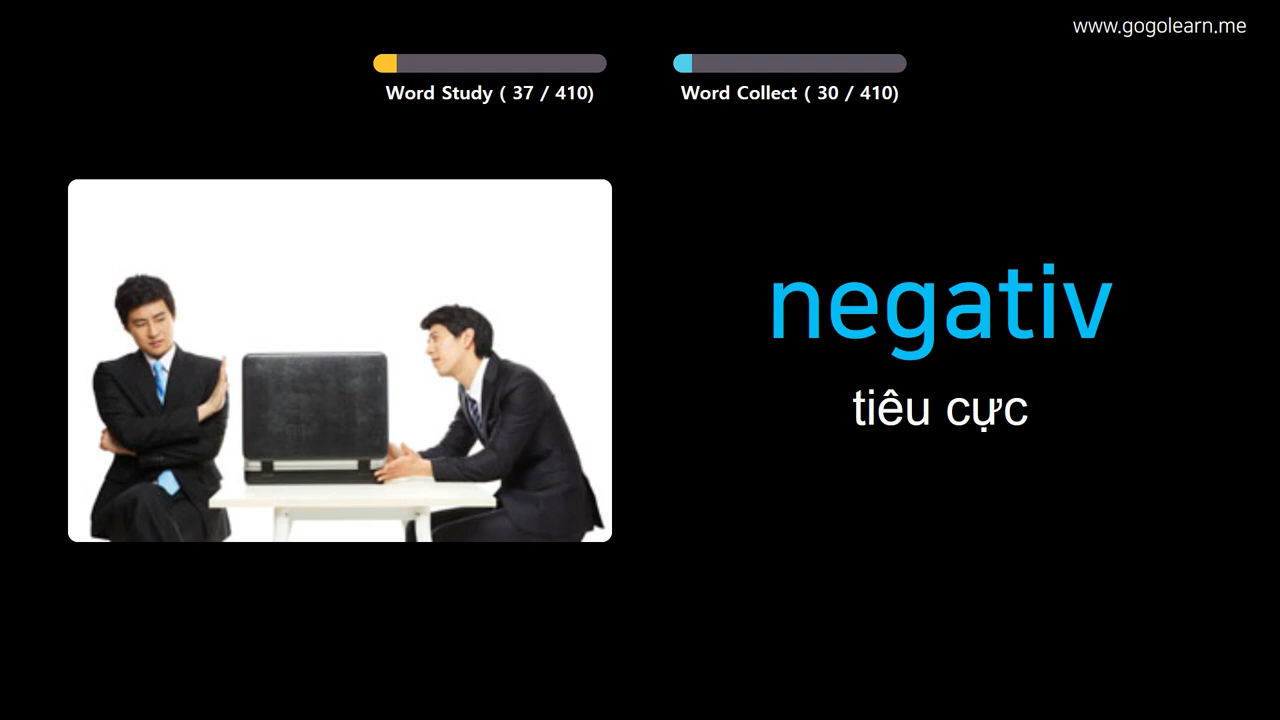 www.gogolearn.me
Word Study ( 37 / 410)
Word Collect ( 30 / 410)
negativ
tiêu cực